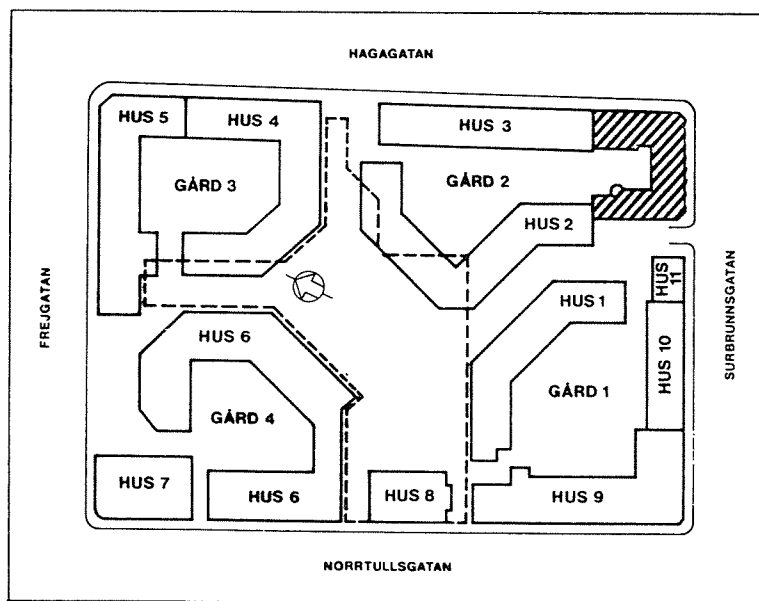 HAGAGATAN
HUS 5
HUS 4
HUS 3
GÅRD 3
GÅRD 2
HUS 2
FREJGATAN
HUS 1
HUS 11
SURBRUNNSGATAN
HUS 6
HUS 10
GÅRD 4
GÅRD 1
HUS 7
HUS 6
HUS 8
HUS 9
NORRTULLSGATAN